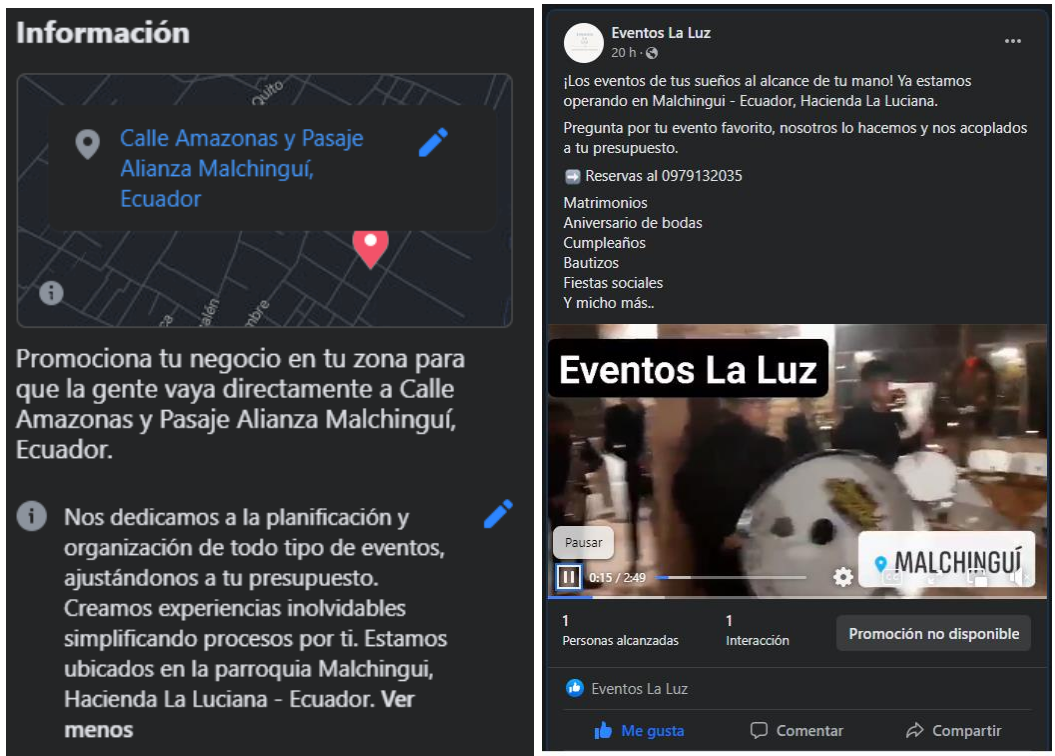 Información
Quito
Calle Amazonas y Pasaje
Alianza Malchinguí,
Ecuador
Promociona tu negocio en tu zona para
que la gente vaya directamente a Calle
Amazonas y Pasaje Alianza Malchinguí,
Ecuador.
Nos dedicamos a la planificación y
organización de todo tipo de eventos,
ajustándonos a tu presupuesto.
Creamos experiencias inolvidables
simplificando procesos por ti. Estamos
ubicados en la parroquia Malchingui,
Hacienda La Luciana - Ecuador. Ver
menos
Eventos La Luz
20 h ·
¡Los eventos de tus sueños al alcance de tu mano! Ya estamos
operando en Malchingui - Ecuador, Hacienda La Luciana.
Pregunta por tu evento favorito, nosotros lo hacemos y nos acoplados
a tu presupuesto.
Reservas al 0979132035
Matrimonios
Aniversario de bodas
Cumpleaños
Bautizos
Fiestas sociales
Y micho más..
Eventos La Luz
Pausar
MALCHINGUÍ
0:15 / 2:49
1
Personas alcanzadas
1
Interacción
Promoción no disponible
Eventos La Luz
Me gusta
Comentar
Compartir